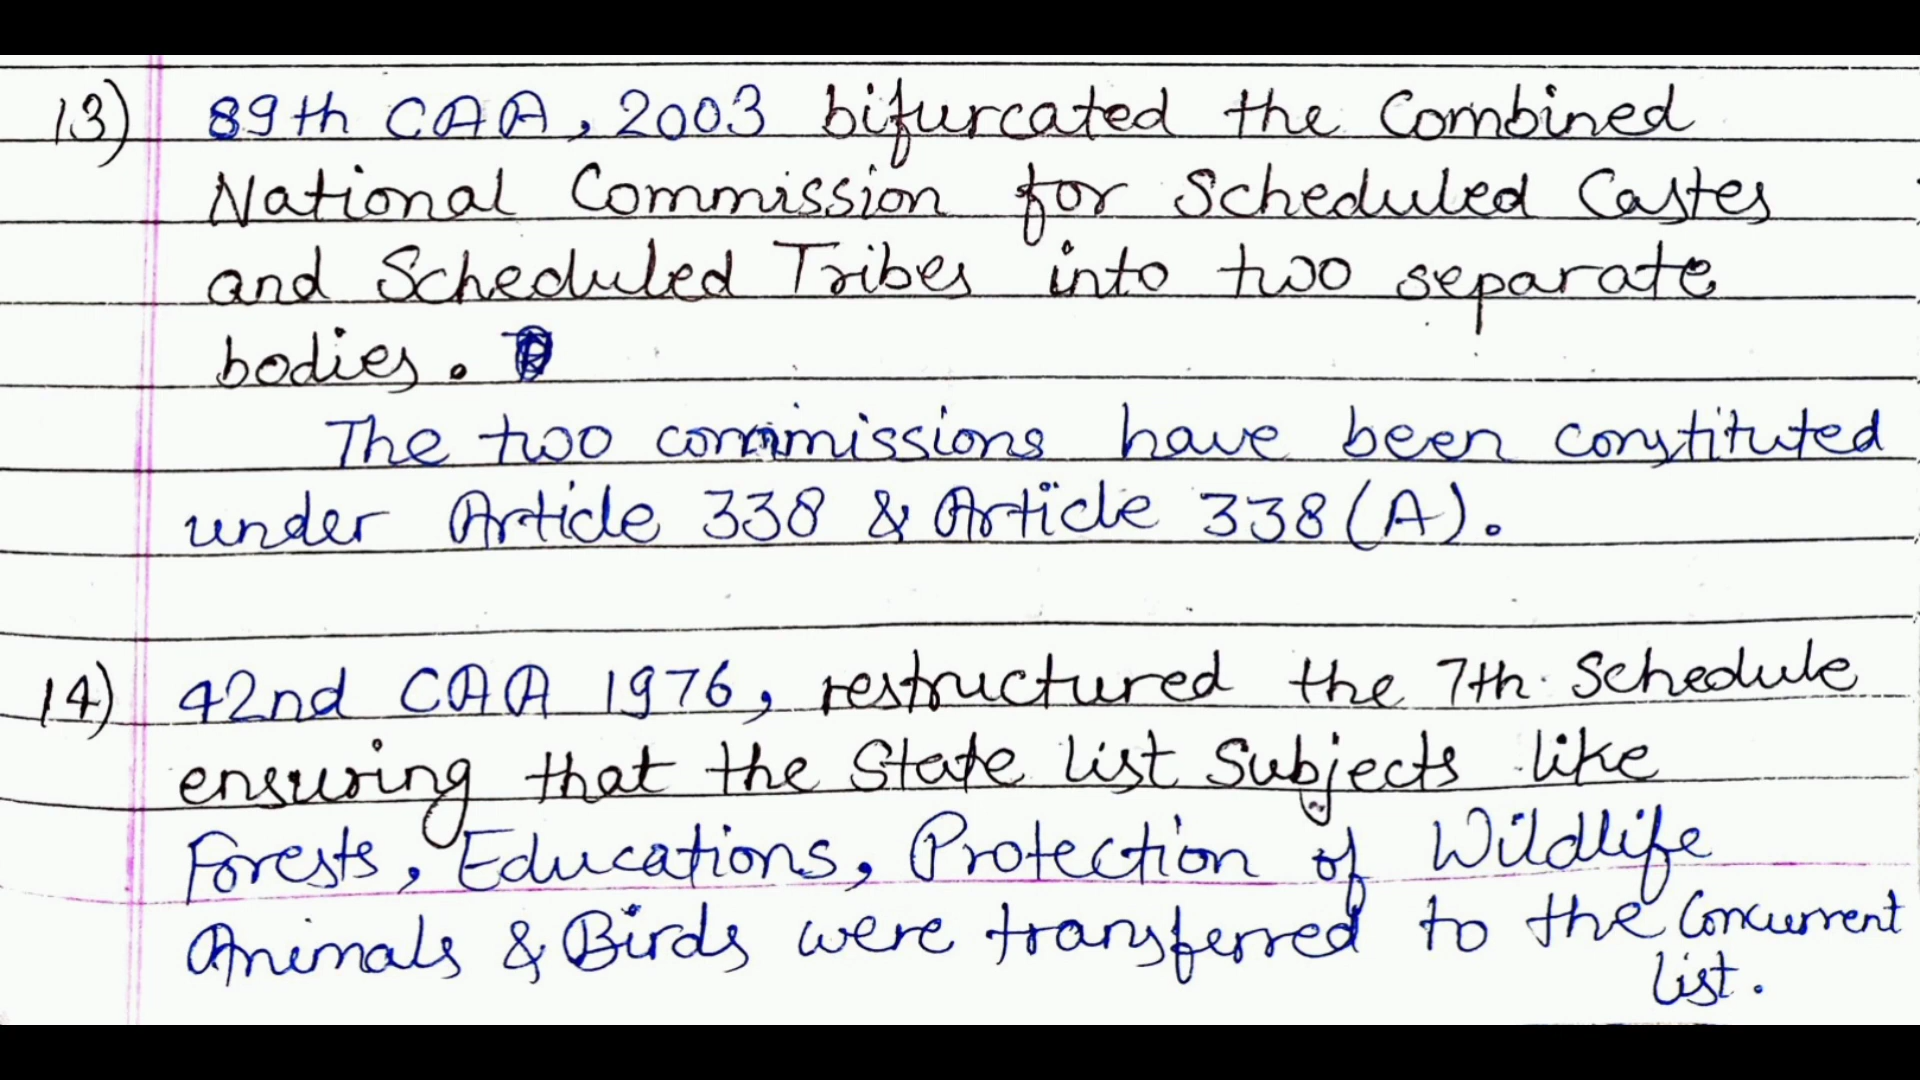 13) 89th CAA, 2003 bifurcated the Combined
National Commission for Scheduled Castes
and Scheduled Tribes into two separate
bodies.
The two commissions have been constituted
under Article 338 & Article 338(A).
14) 42nd CAA 1976, restructured the 7th Schedule
ensuring that the State list Subjects like
Forests, Educations, Protection of Wildlife
Animals & Birds were transferred to the Concurrent
list.